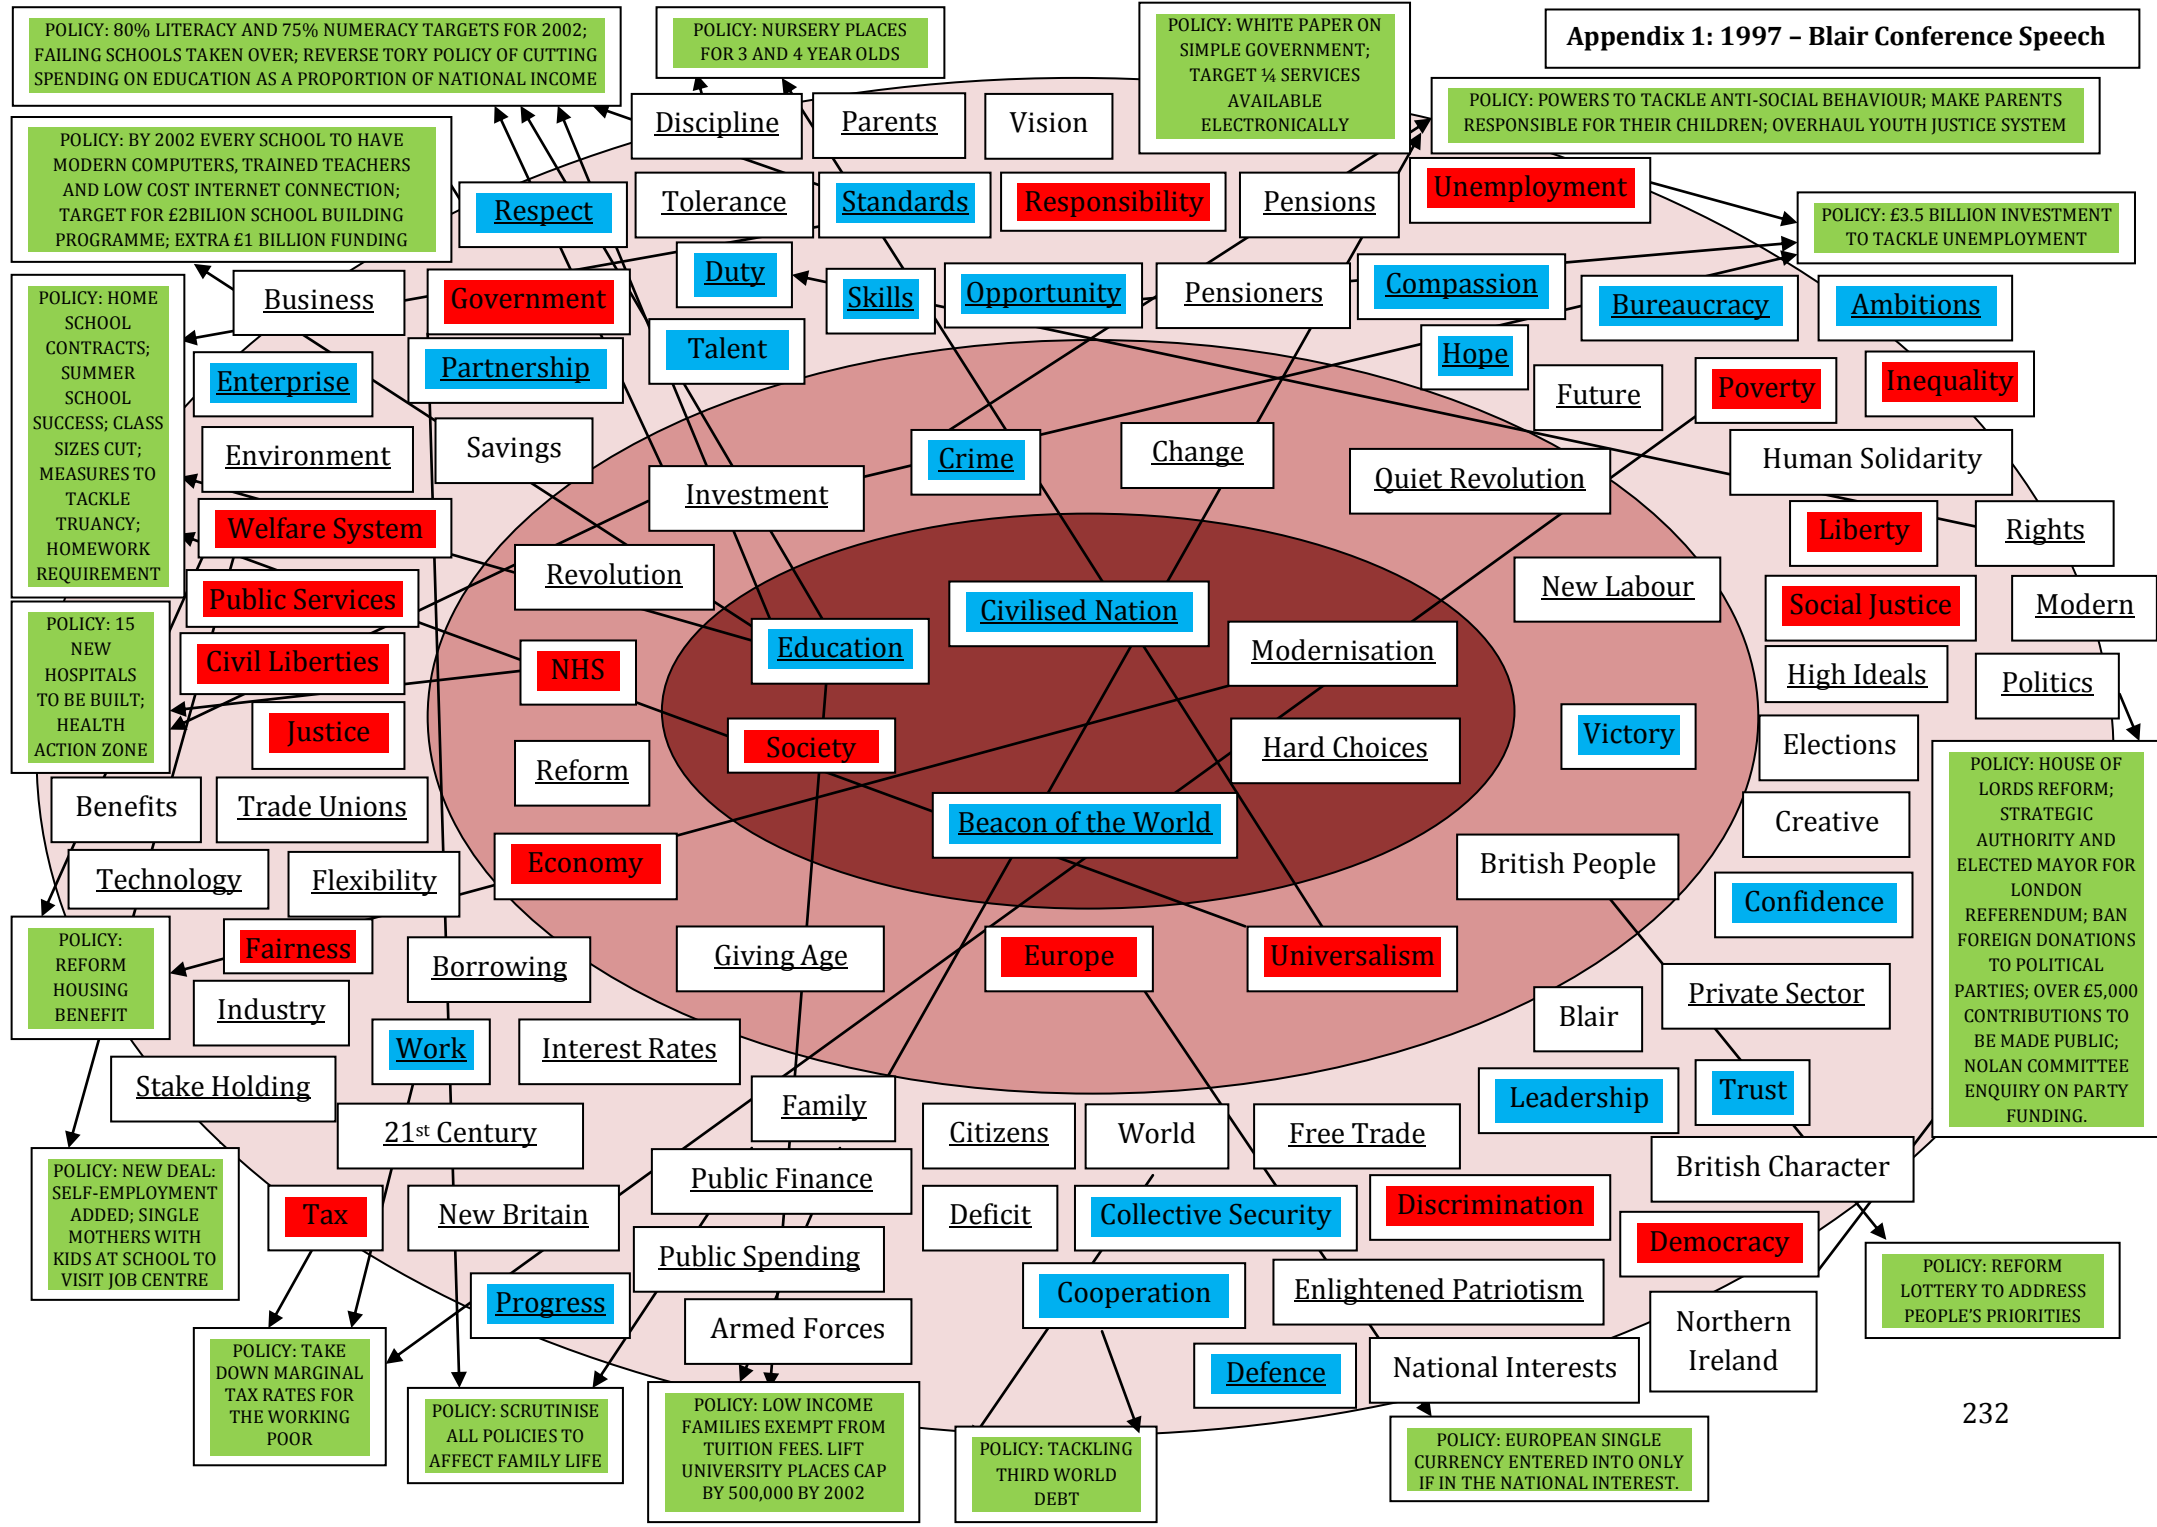 POLICY: 80% LITERACY AND 75% NUMERACY TARGETS FOR 2002;
FAILING SCHOOLS TAKEN OVER; REVERSE TORY POLICY OF CUTTING
SPENDING ON EDUCATION AS A PROPORTION OF NATIONAL INCOME
POLICY: NURSERY PLACES
FOR 3 AND 4 YEAR OLDS
POLICY: WHITE PAPER ON
SIMPLE GOVERNMENT;
TARGET ¼ SERVICES
AVAILABLE
ELECTRONICALLY
Appendix 1: 1997 – Blair Conference Speech
POLICY: POWERS TO TACKLE ANTI-SOCIAL BEHAVIOUR; MAKE PARENTS
RESPONSIBLE FOR THEIR CHILDREN; OVERHAUL YOUTH JUSTICE SYSTEM
POLICY: BY 2002 EVERY SCHOOL TO HAVE
MODERN COMPUTERS, TRAINED TEACHERS
AND LOW COST INTERNET CONNECTION;
TARGET FOR £2BILION SCHOOL BUILDING
PROGRAMME; EXTRA £1 BILLION FUNDING
Discipline
Parents
Vision
Respect
Tolerance
Standards
Responsibility
Pensions
Unemployment
POLICY: £3.5 BILLION INVESTMENT
TO TACKLE UNEMPLOYMENT
Business
Government
Duty
Skills
Opportunity
Pensioners
Compassion
Bureaucracy
Ambitions
POLICY: HOME
SCHOOL
CONTRACTS;
SUMMER
SCHOOL
SUCCESS; CLASS
SIZES CUT;
MEASURES TO
TACKLE
TRUANCY;
HOMEWORK
REQUIREMENT
Enterprise
Partnership
Talent
Hope
Future
Poverty
Inequality
Environment
Savings
Investment
Crime
Change
Quiet Revolution
Human Solidarity
Welfare System
Revolution
Liberty
Rights
Public Services
Civilised Nation
New Labour
Social Justice
Modern
POLICY: 15
NEW
HOSPITALS
TO BE BUILT;
HEALTH
ACTION ZONE
Civil Liberties
NHS
Education
Modernisation
High Ideals
Politics
Justice
Society
Hard Choices
Victory
Elections
Reform
Benefits
Trade Unions
Beacon of the World
Creative
POLICY: HOUSE OF
LORDS REFORM;
STRATEGIC
AUTHORITY AND
ELECTED MAYOR FOR
LONDON
REFERENDUM; BAN
FOREIGN DONATIONS
TO POLITICAL
PARTIES; OVER £5,000
CONTRIBUTIONS TO
BE MADE PUBLIC;
NOLAN COMMITTEE
ENQUIRY ON PARTY
FUNDING.
Technology
Flexibility
Economy
British People
Confidence
POLICY:
REFORM
HOUSING
BENEFIT
Fairness
Borrowing
Giving Age
Europe
Universalism
Industry
Private Sector
Blair
Work
Interest Rates
Stake Holding
Family
Leadership
Trust
21st Century
Citizens
World
Free Trade
British Character
POLICY: NEW DEAL:
SELF-EMPLOYMENT
ADDED; SINGLE
MOTHERS WITH
KIDS AT SCHOOL TO
VISIT JOB CENTRE
Public Finance
Tax
New Britain
Deficit
Collective Security
Discrimination
Democracy
Public Spending
POLICY: REFORM
LOTTERY TO ADDRESS
PEOPLE'S PRIORITIES
Progress
Cooperation
Enlightened Patriotism
Armed Forces
Northern
Ireland
POLICY: TAKE
DOWN MARGINAL
TAX RATES FOR
THE WORKING
POOR
Defence
National Interests
POLICY: SCRUTINISE
ALL POLICIES TO
AFFECT FAMILY LIFE
POLICY: LOW INCOME
FAMILIES EXEMPT FROM
TUITION FEES. LIFT
UNIVERSITY PLACES CAP
BY 500,000 BY 2002
POLICY: TACKLING
THIRD WORLD
DEBT
POLICY: EUROPEAN SINGLE
CURRENCY ENTERED INTO ONLY
IF IN THE NATIONAL INTEREST.
232